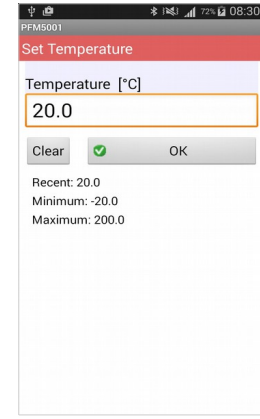 72% 08:30
PFM5001
Set Temperature
Temperature [°C]
20.0
Clear OK
Recent: 20.0
Minimum: -20.0
Maximum: 200.0